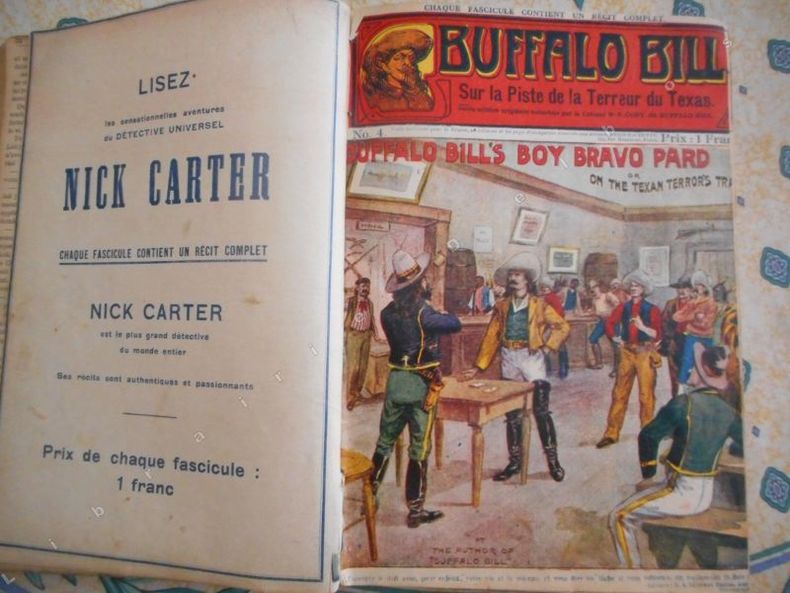 LISEZ
les sensationnelles aventures
du DÉTECTIVE UNIVERSEL
NICK CARTER
CHAQUE FASCICULE CONTIENT UN RÉCIT COMPLET
NICK CARTER
est le plus grand détective
du monde entier
Ses récits sont authentiques et passionnants
Prix de chaque fascicule :
1 franc
CHAQUE FASCICULE CONTIENT UN RÉCIT COMPLET
BUFFALO BILL
Sur la Piste de la Terreur du Texas.
No. 4.
Prix : 1 Fran
BUFFALO BILL'S BOY BRAVO PARD
OR
ON THE TEXAN TERROR'S TRA
BY
THE AUTHOR OF
"BUFFALO BILL"